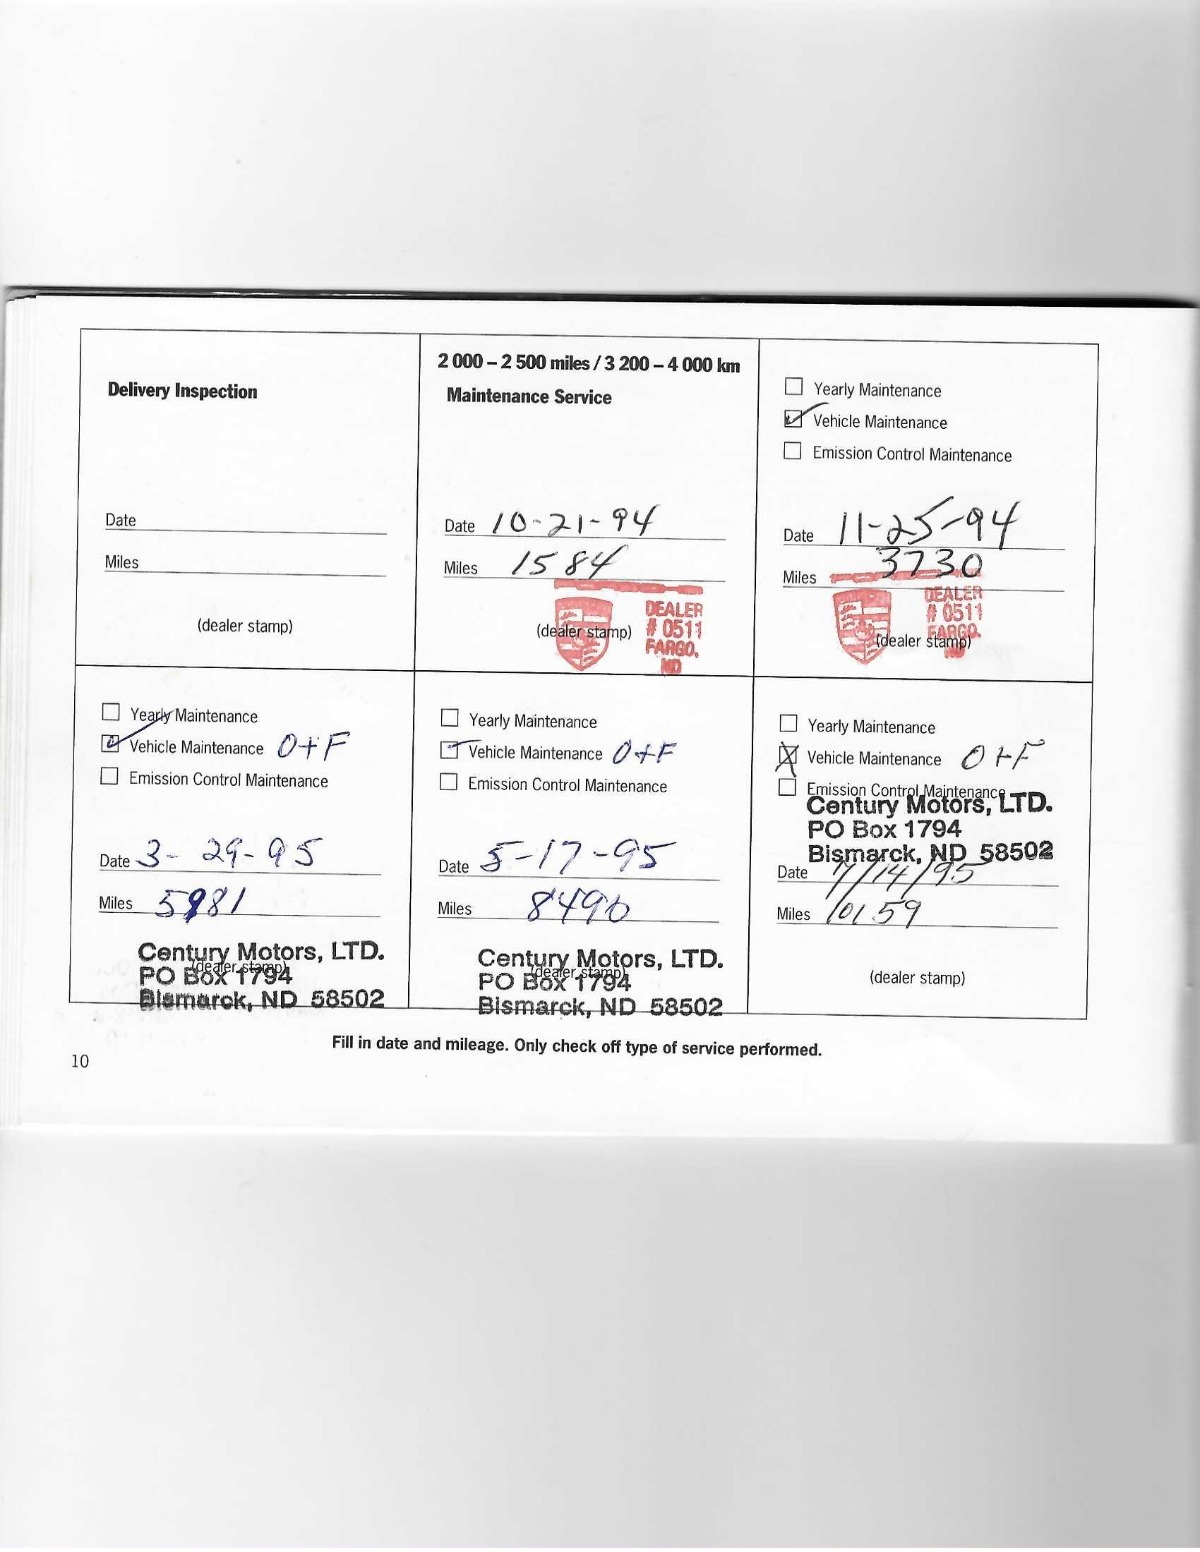 Delivery Inspection
Date
Miles
(dealer stamp)
2 000 – 2 500 miles / 3 200 – 4 000 km
Maintenance Service
Date 10-21-94
Miles 1584
(dealer stamp)
DEALER
# 0511
FARGO,
ND
Yearly Maintenance
Vehicle Maintenance
Emission Control Maintenance
Date 11-25-94
Miles 3730
(dealer stamp)
DEALER
# 0511
FARGO,
ND
Yearly Maintenance
Vehicle Maintenance O+F
Emission Control Maintenance
Date 3-29-95
Miles 5981
(dealer stamp)
Century Motors, LTD.
PO Box 1794
Bismarck, ND 58502
Yearly Maintenance
Vehicle Maintenance O+F
Emission Control Maintenance
Date 5-17-95
Miles 8490
(dealer stamp)
Century Motors, LTD.
PO Box 1794
Bismarck, ND 58502
Yearly Maintenance
Vehicle Maintenance O+F
Emission Control Maintenance
Century Motors, LTD.
PO Box 1794
Bismarck, ND 58502
Date 7/14/95
Miles 10159
(dealer stamp)
Fill in date and mileage. Only check off type of service performed.
10